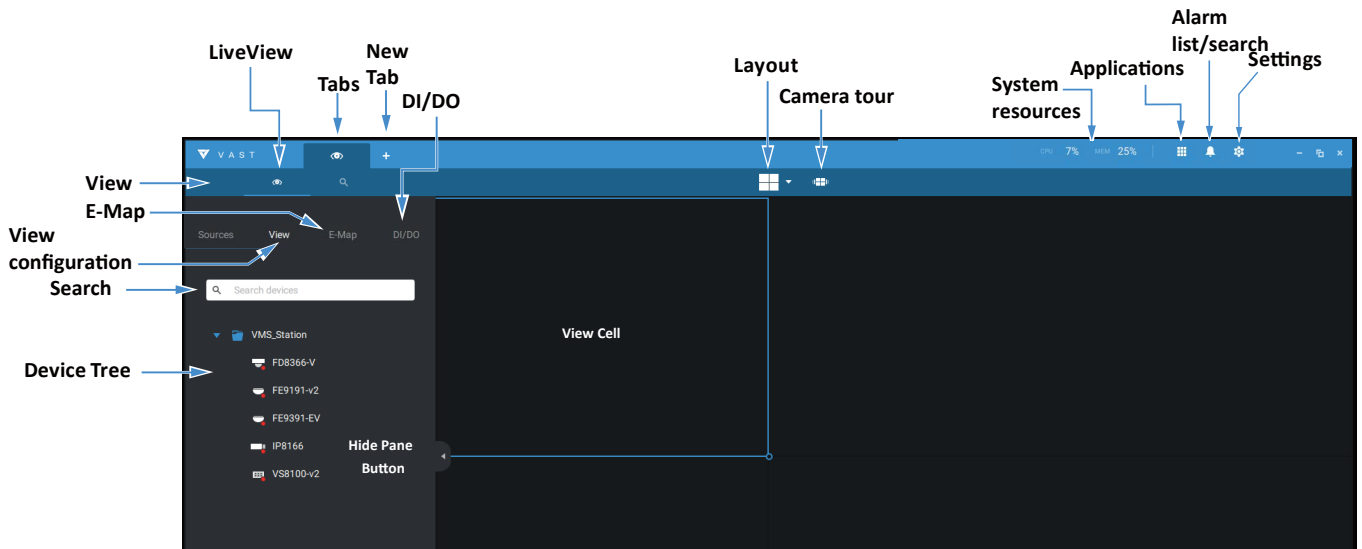 Alarm
list/search
LiveView
New
Tab
Settings
Layout
Applications
Tabs
System
resources
DI/DO
Camera tour
VAST
+
CPU 7% MEM 25%
View
E-Map
View
configuration
Sources View E-Map DI/DO
Search
Search devices
VMS_Station
View Cell
FD8366-V
Device Tree
FE9191-v2
FE9391-EV
IP8166
Hide Pane
Button
VS8100-v2